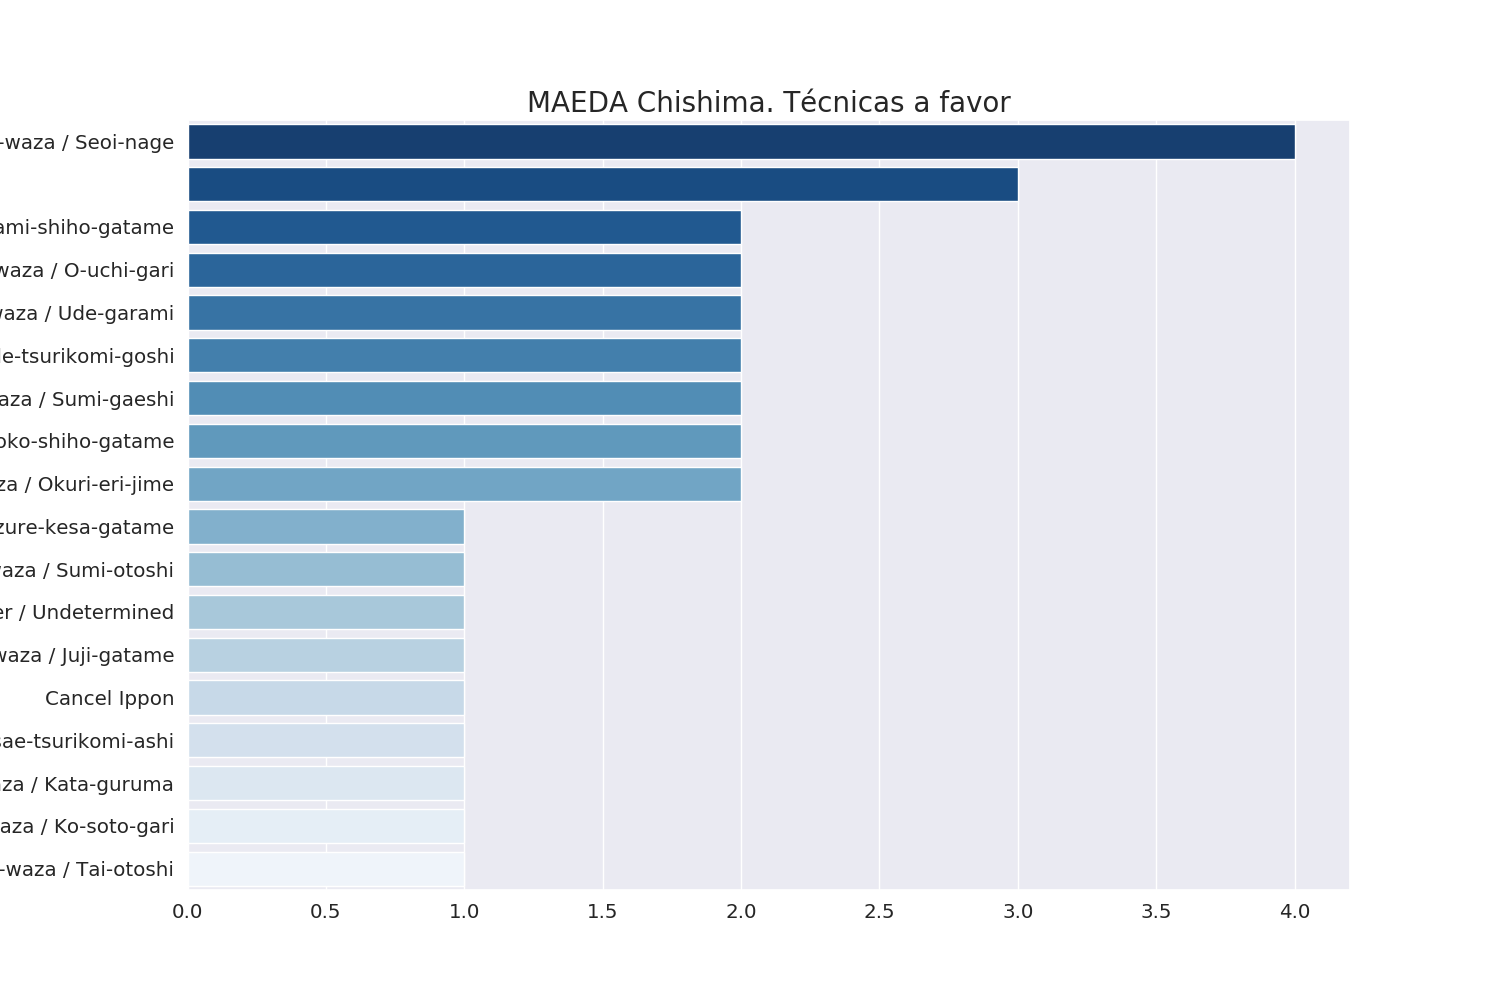 MAEDA Chishima. Técnicas a favor
-waza / Seoi-nage
ami-shiho-gatame
waza / O-uchi-gari
waza / Ude-garami
de-tsurikomi-goshi
aza / Sumi-gaeshi
oko-shiho-gatame
za / Okuri-eri-jime
zure-kesa-gatame
waza / Sumi-otoshi
er / Undetermined
waza / Juji-gatame
Cancel Ippon
sae-tsurikomi-ashi
aza / Kata-guruma
aza / Ko-soto-gari
-waza / Tai-otoshi
0.0 0.5 1.0 1.5 2.0 2.5 3.0 3.5 4.0